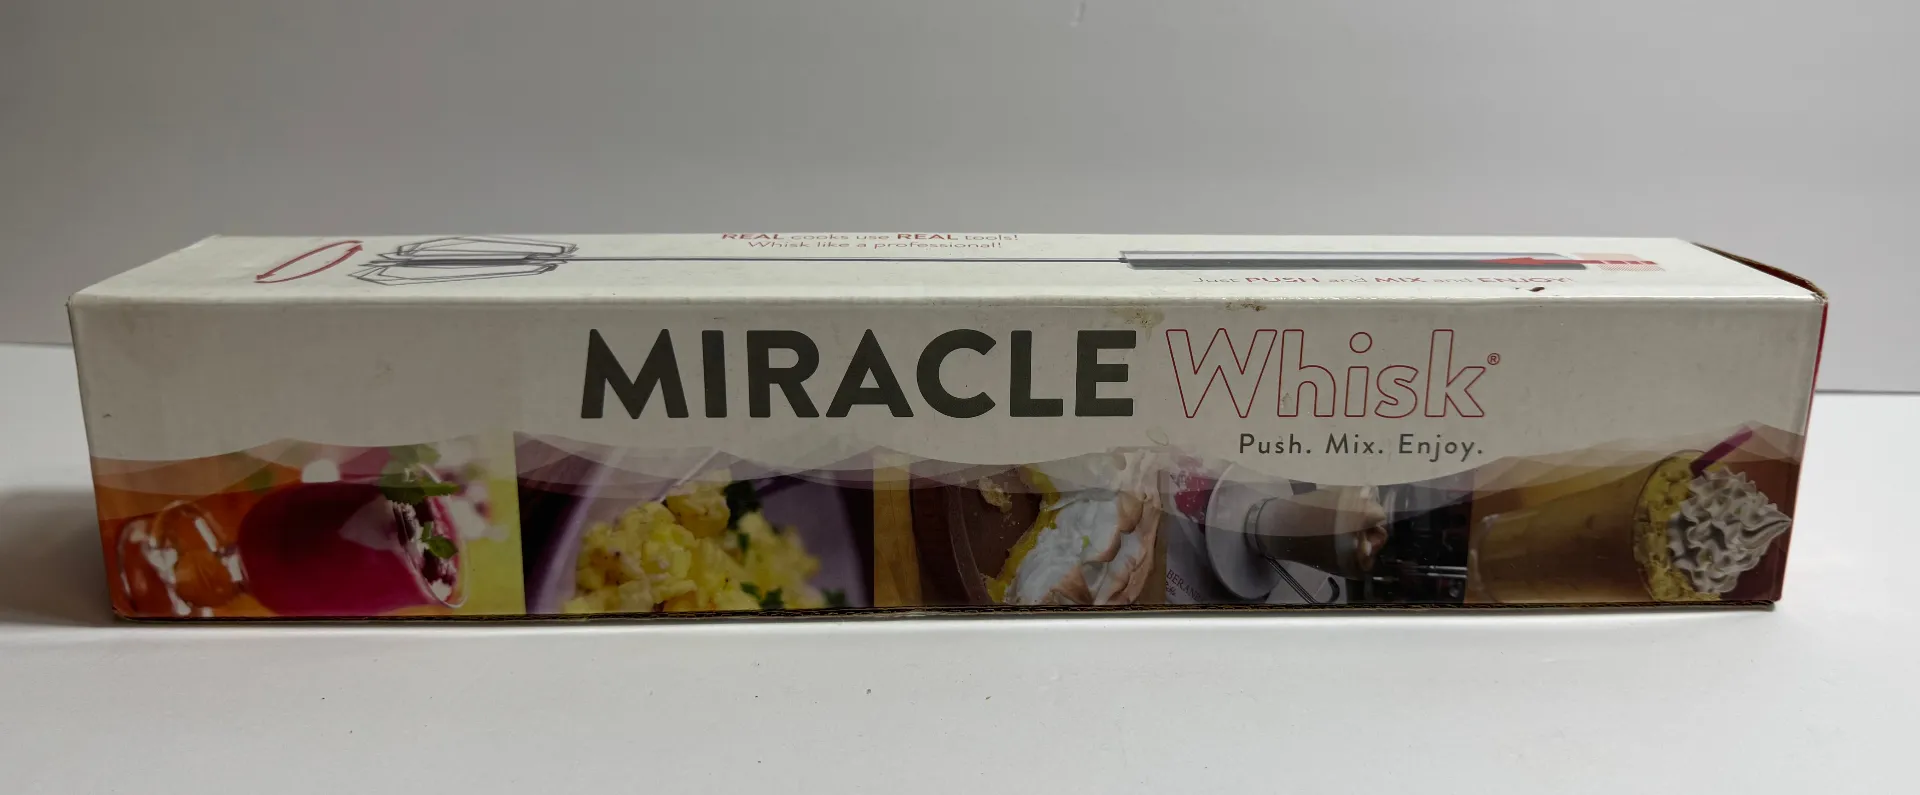 REAL cooks use REAL tools!
Whisk like a professional!
Just PUSH and MIX and ENJOY!
MIRACLE Whisk®
Push. Mix. Enjoy.